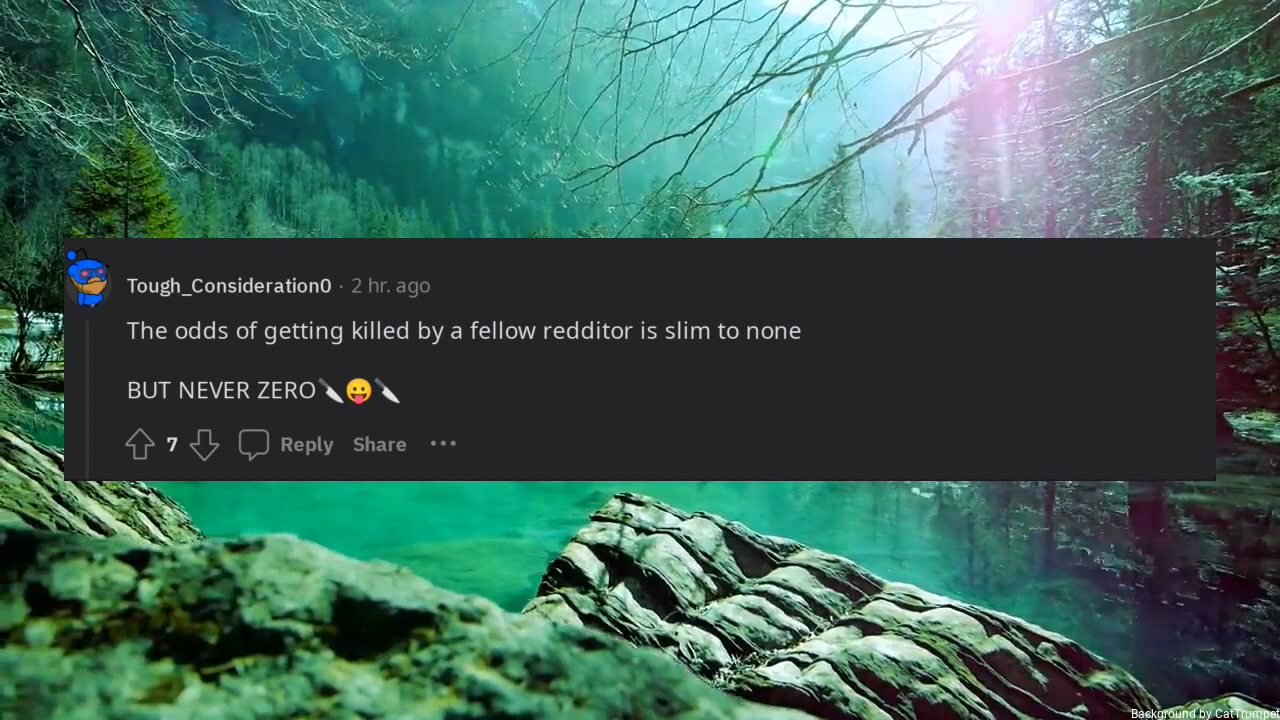 Tough_Consideration0 · 2 hr. ago
The odds of getting killed by a fellow redditor is slim to none
BUT NEVER ZERO🔪😛🔪
7 Reply Share ···
Background by CatTrumpet